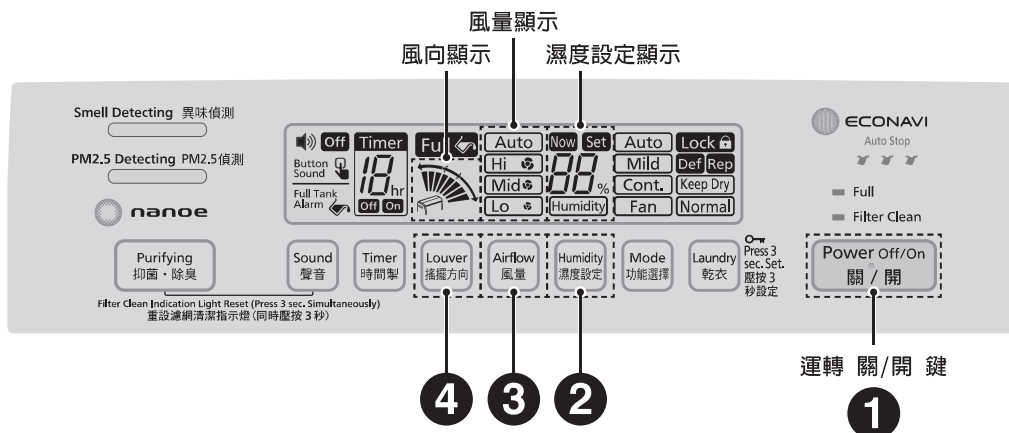 風量顯示
風向顯示
濕度設定顯示
Smell Detecting 異味偵測
PM2.5 Detecting PM2.5偵測
nanoe
Off Timer Full Auto Now Set Auto Lock
Button Sound
18 hr
Hi
88 %
Mild Def Rep
Mid
Cont. Keep Dry
Full Tank Alarm
Off On
Lo
Humidity
Fan Normal
ECONAVI
Auto Stop
Full
Filter Clean
Purifying
抑菌・除臭
Sound
聲音
Timer
時間掣
Louver
搖擺方向
Airflow
風量
Humidity
濕度設定
Mode
功能選擇
Laundry
乾衣
Press 3
sec. Set.
壓按 3
秒設定
Power Off/On
關 / 開
Filter Clean Indication Light Reset (Press 3 sec. Simultaneously)
重設濾網清潔指示燈(同時壓按 3 秒)
運轉 關/開 鍵
4
3
2
1